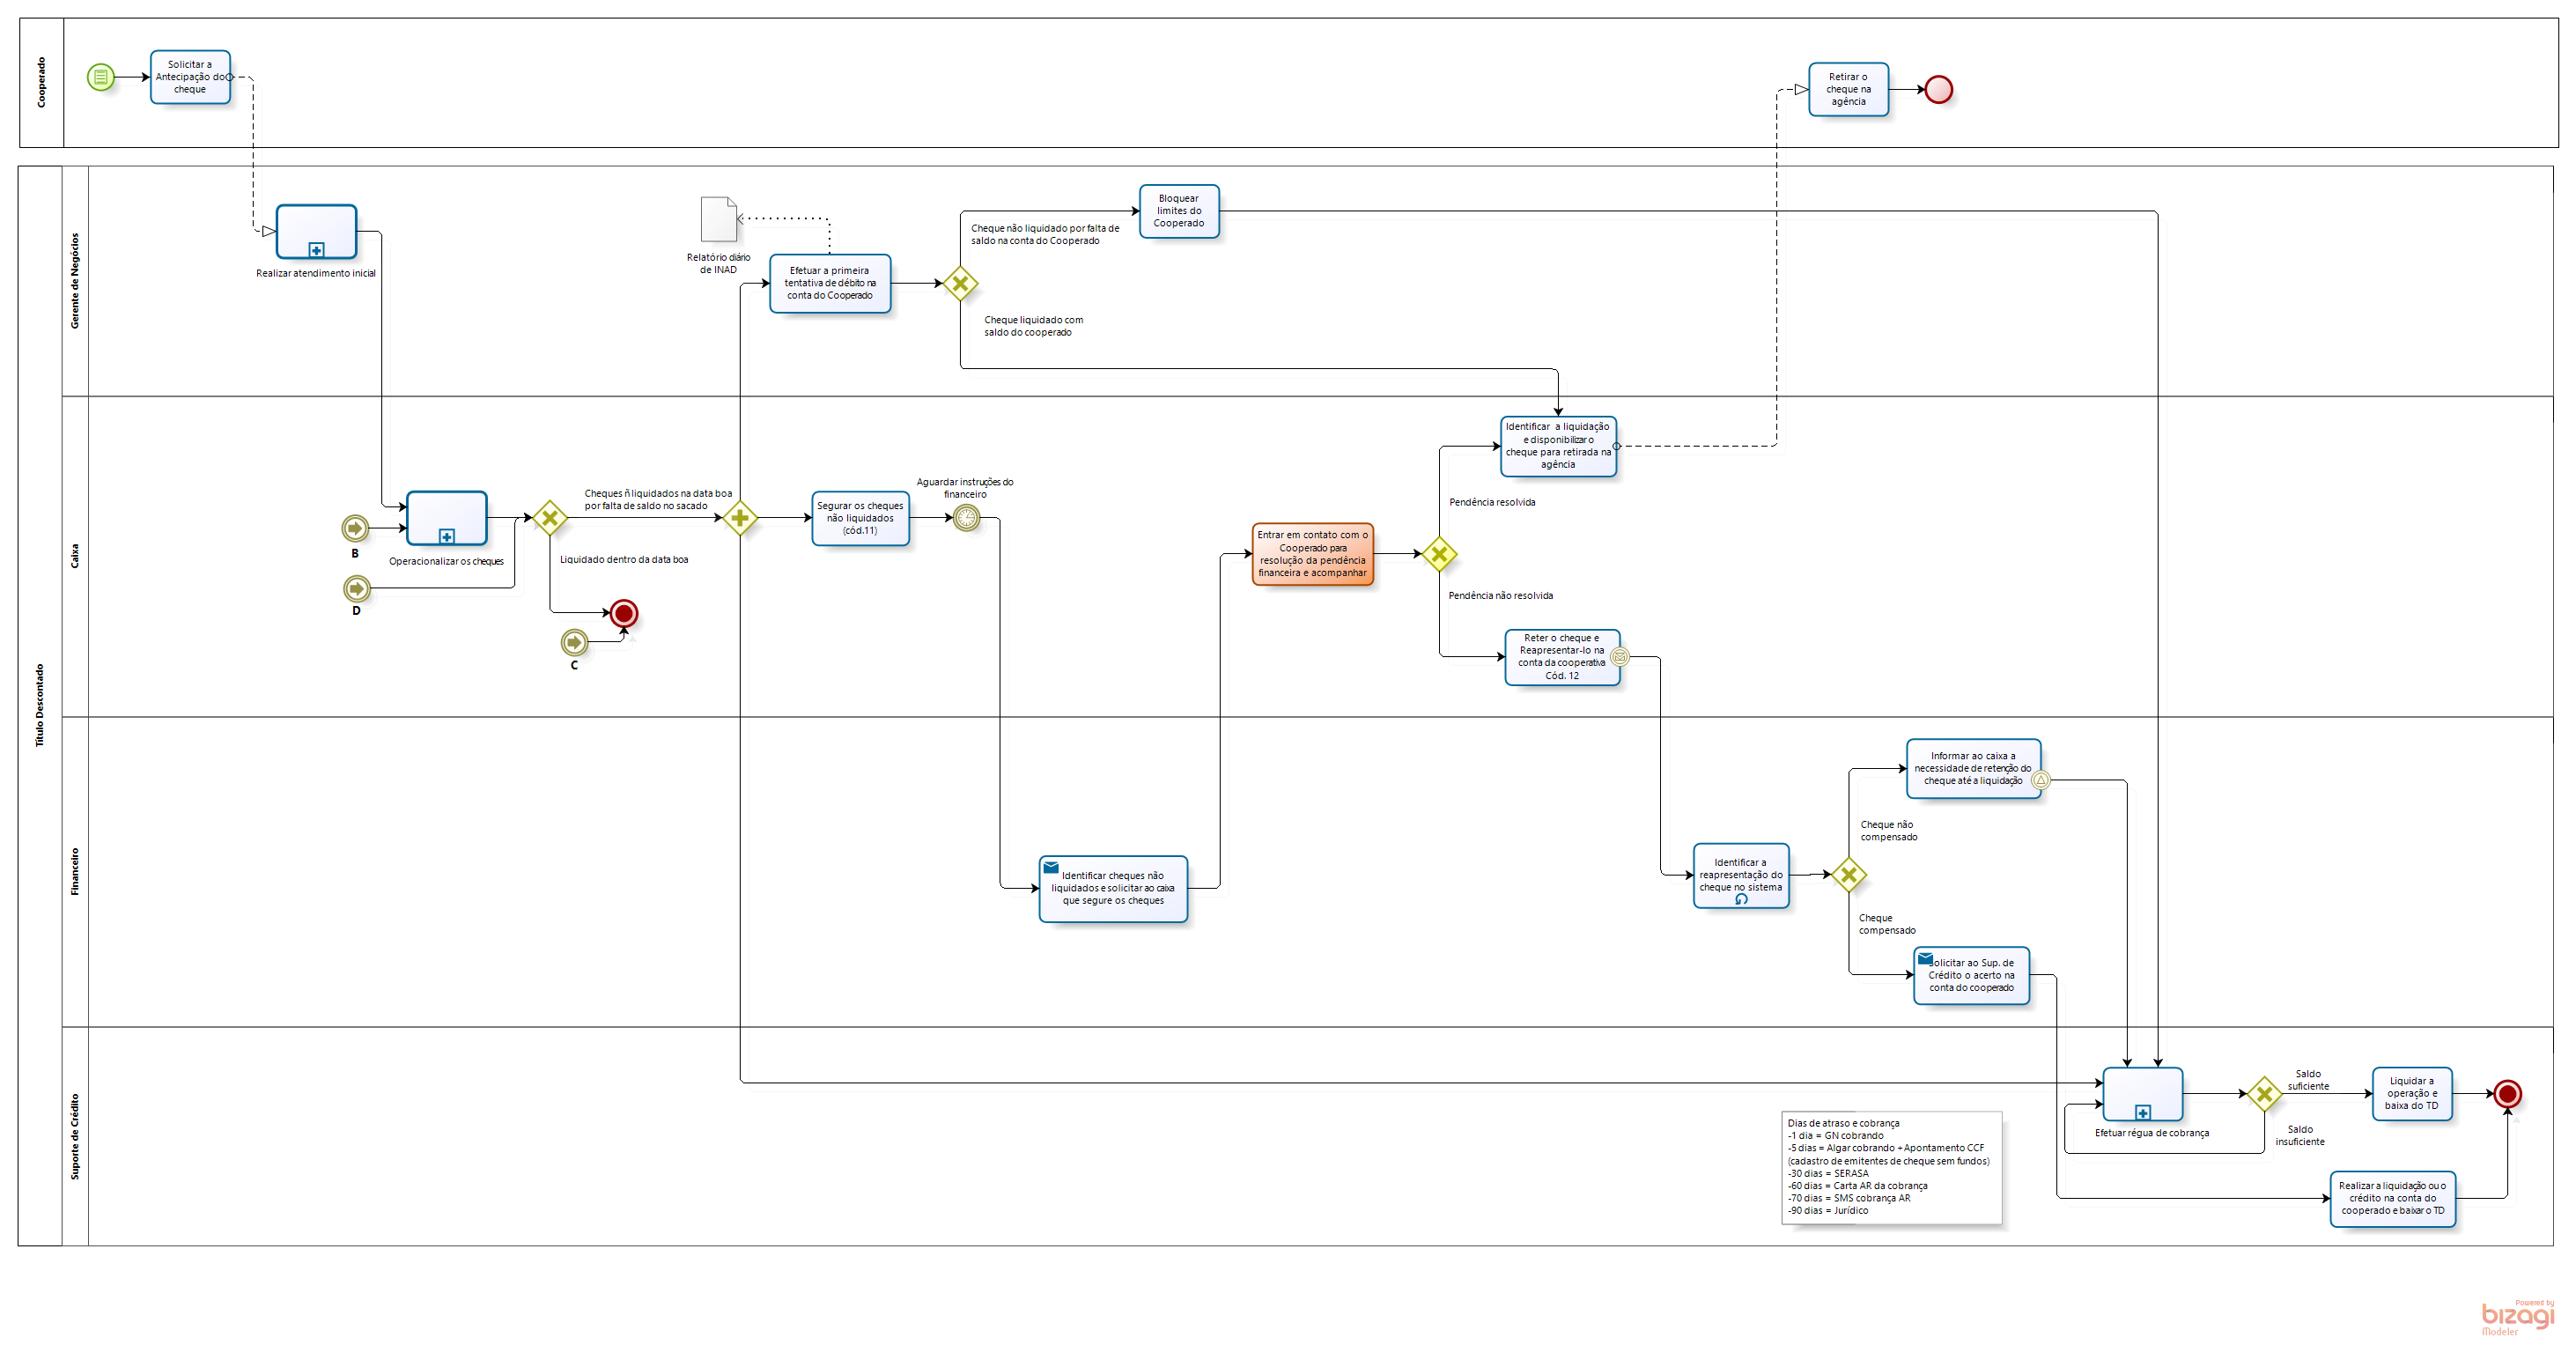 Cooperado
Solicitar a
Antecipação do
cheque
Retirar o
cheque na
agência
Título Descontado
Gerente de Negócios
Realizar atendimento inicial
Relatório diário
de INAD
Efetuar a primeira
tentativa de débito na
conta do Cooperado
Cheque não liquidado por falta de
saldo na conta do Cooperado
Cheque liquidado com
saldo do cooperado
Bloquear
limites do
Cooperado
Caixa
B
D
Operacionalizar os cheques
Cheques ñ liquidados na data boa
por falta de saldo no sacado
Liquidado dentro da data boa
C
Segurar os cheques
não liquidados
(cód.11)
Aguardar instruções do
financeiro
Entrar em contato com o
Cooperado para
resolução da pendência
financeira e acompanhar
Pendência resolvida
Pendência não resolvida
Identificar a liquidação
e disponibilizar o
cheque para retirada na
agência
Reter o cheque e
Reapresentar-lo na
conta da cooperativa
Cód. 12
Financeiro
Identificar cheques não
liquidados e solicitar ao caixa
que segure os cheques
Identificar a
reapresentação do
cheque no sistema
Cheque não
compensado
Cheque
compensado
Informar ao caixa a
necessidade de retenção do
cheque até a liquidação
Solicitar ao Sup. de
Crédito o acerto na
conta do cooperado
Suporte de Crédito
Dias de atraso e cobrança
-1 dia = GN cobrando
-5 dias = Algar cobrando + Apontamento CCF
(cadastro de emitentes de cheque sem fundos)
-30 dias = SERASA
-60 dias = Carta AR da cobrança
-70 dias = SMS cobrança AR
-90 dias = Jurídico
Efetuar régua de cobrança
Saldo
suficiente
Saldo
insuficiente
Liquidar a
operação e
baixa do TD
Realizar a liquidação ou o
crédito na conta do
cooperado e baixar o TD
Powered by
bizagi
Modeler